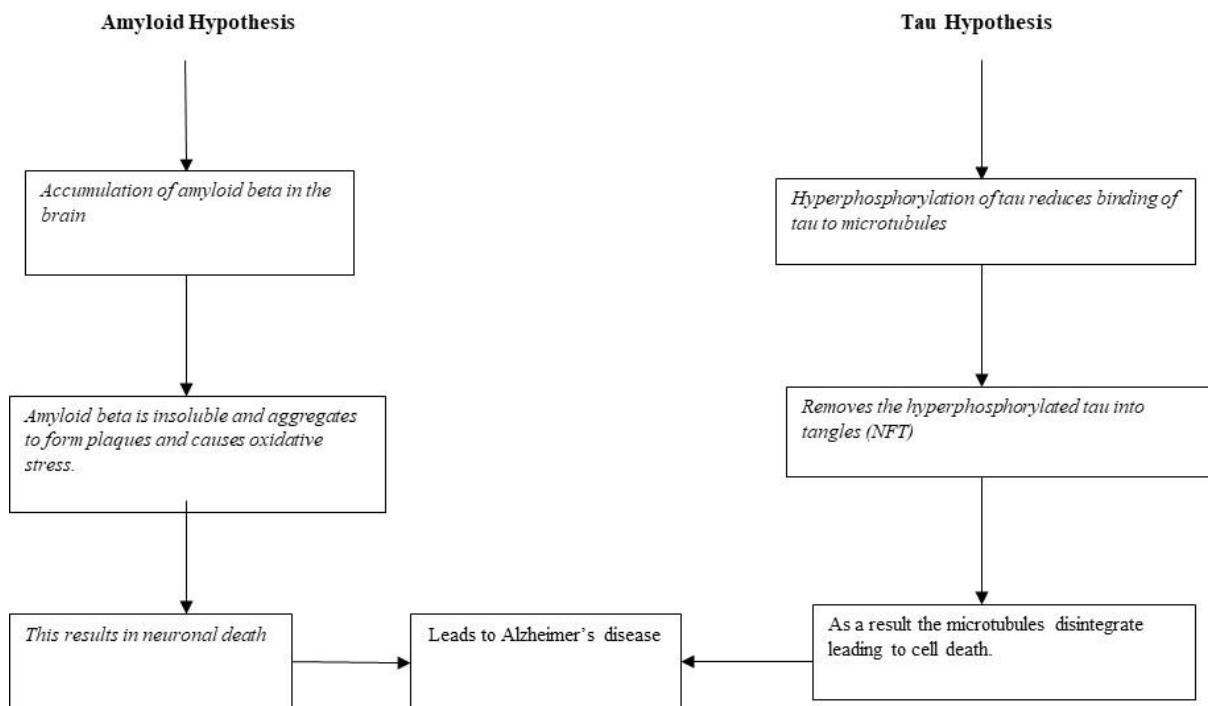 Amyloid Hypothesis
Tau Hypothesis
Accumulation of amyloid beta in the
brain
Hyperphosphorylation of tau reduces binding of
tau to microtubules
Amyloid beta is insoluble and aggregates
to form plaques and causes oxidative
stress.
Removes the hyperphosphorylated tau into
tangles (NFT)
This results in neuronal death
Leads to Alzheimer’s disease
As a result the microtubules disintegrate
leading to cell death.